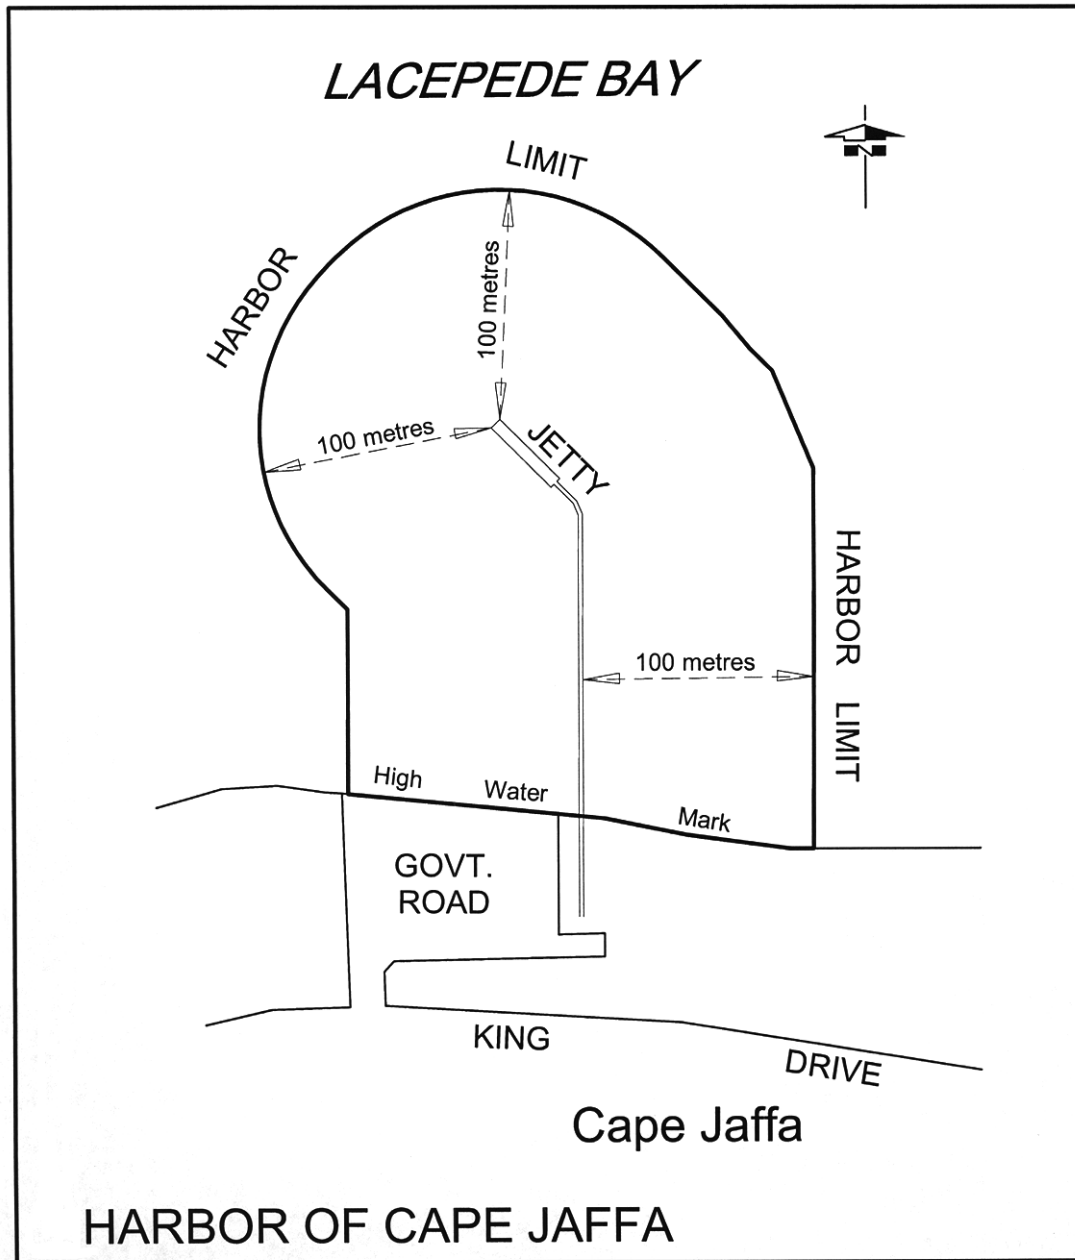 LACEPEDE BAY
LIMIT
N
HARBOR
100 metres
100 metres
JETTY
HARBOR LIMIT
100 metres
High Water Mark
GOVT.
ROAD
KING DRIVE
Cape Jaffa
HARBOR OF CAPE JAFFA